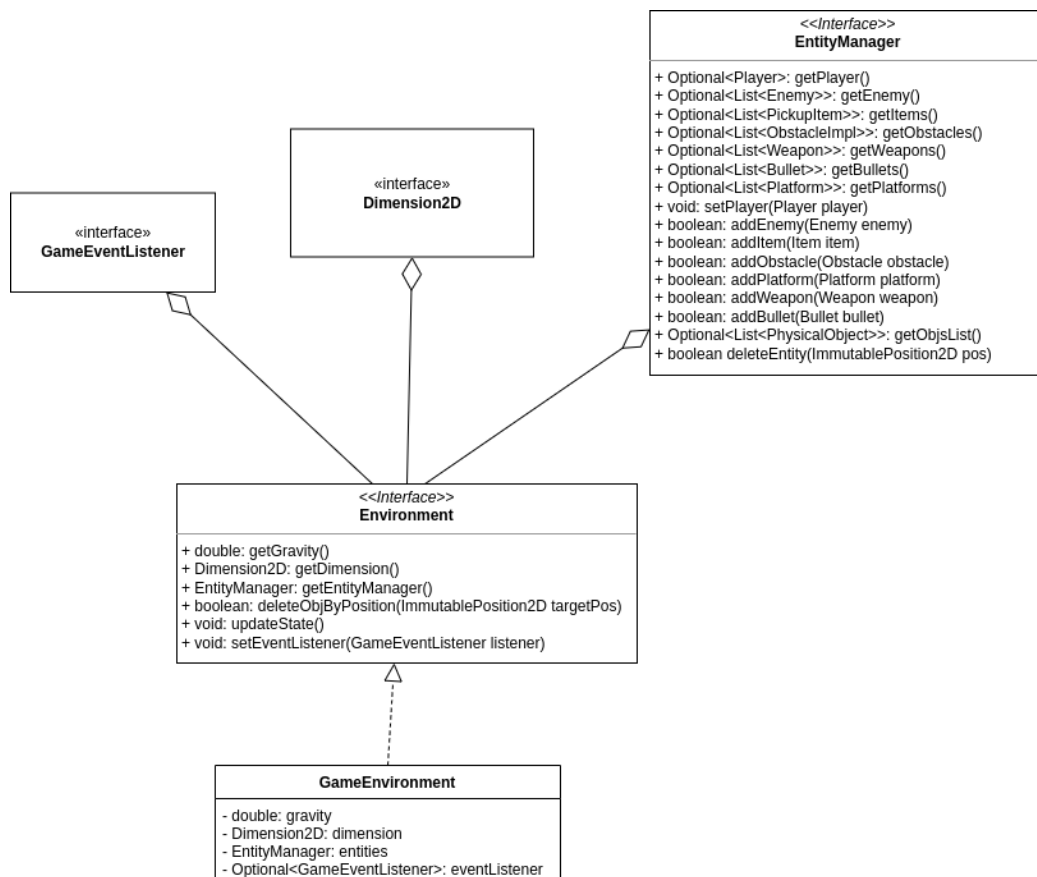 <<Interface>>
EntityManager
+ Optional<Player>: getPlayer()
+ Optional<List<Enemy>>: getEnemy()
+ Optional<List<PickupItem>>: getItems()
+ Optional<List<ObstacleImpl>>: getObstacles()
+ Optional<List<Weapon>>: getWeapons()
+ Optional<List<Bullet>>: getBullets()
+ Optional<List<Platform>>: getPlatforms()
+ void: setPlayer(Player player)
+ boolean: addEnemy(Enemy enemy)
+ boolean: addItem(Item item)
+ boolean: addObstacle(Obstacle obstacle)
+ boolean: addPlatform(Platform platform)
+ boolean: addWeapon(Weapon weapon)
+ boolean: addBullet(Bullet bullet)
+ Optional<List<PhysicalObject>>: getObjsList()
+ boolean deleteEntity(ImmutablePosition2D pos)
«interface»
Dimension2D
«interface»
GameEventListener
<<Interface>>
Environment
+ double: getGravity()
+ Dimension2D: getDimension()
+ EntityManager: getEntityManager()
+ boolean: deleteObjByPosition(ImmutablePosition2D targetPos)
+ void: updateState()
+ void: setEventListener(GameEventListener listener)
GameEnvironment
- double: gravity
- Dimension2D: dimension
- EntityManager: entities
- Optional<GameEventListener>: eventListener